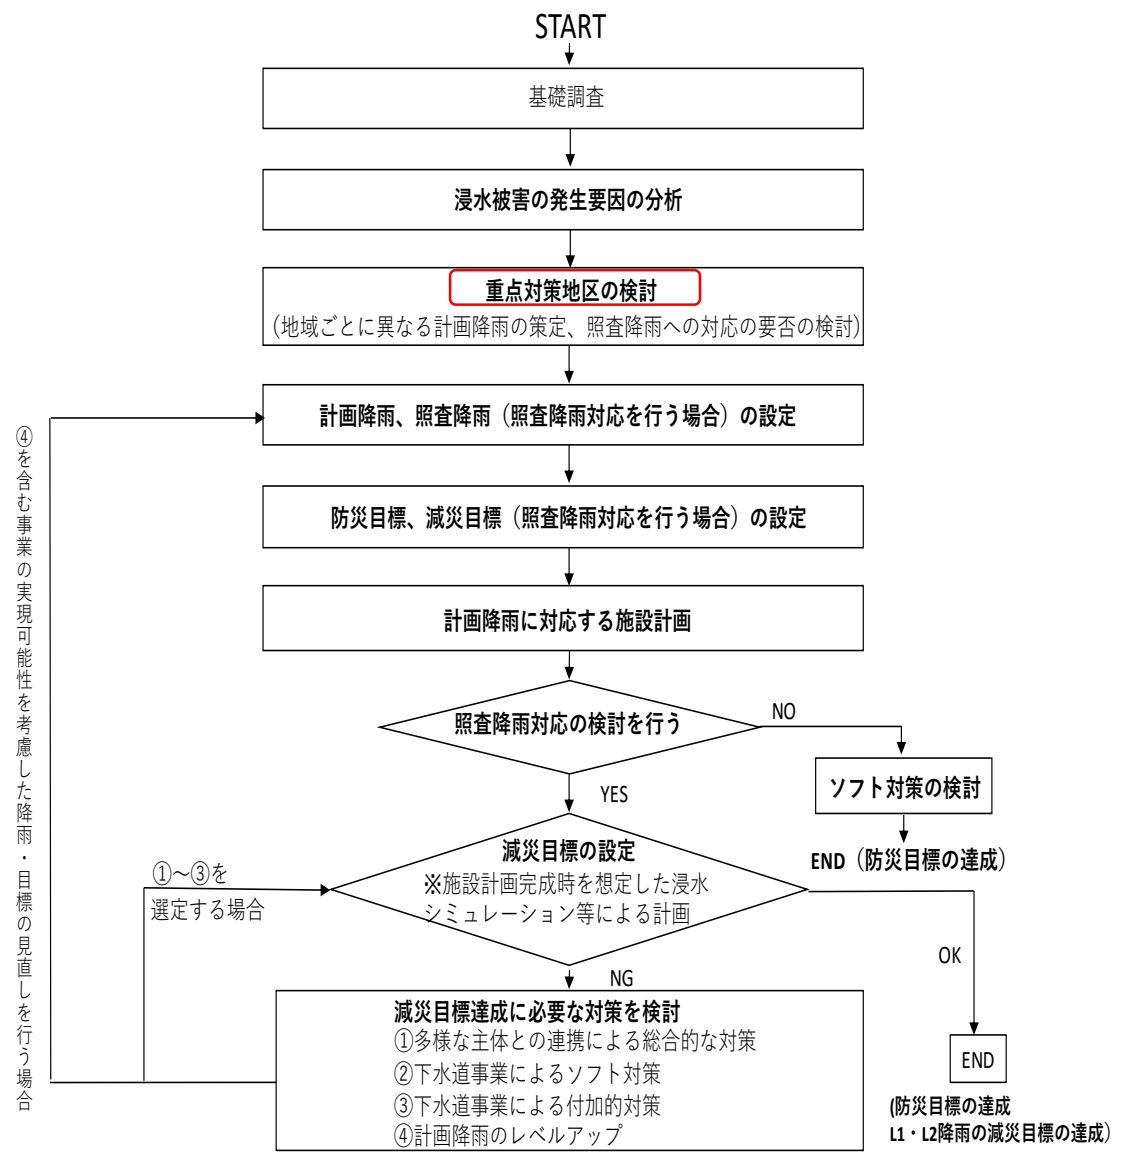 START
基礎調査
浸水被害の発生要因の分析
重点対策地区の検討
（地域ごとに異なる計画降雨の策定、照査降雨への対応の要否の検討）
計画降雨、照査降雨（照査降雨対応を行う場合）の設定
防災目標、減災目標（照査降雨対応を行う場合）の設定
計画降雨に対応する施設計画
照査降雨対応の検討を行う
NO
ソフト対策の検討
END（防災目標の達成）
YES
減災目標の設定
※施設計画完成時を想定した浸水
シミュレーション等による計画
①～③を
選定する場合
OK
NG
減災目標達成に必要な対策を検討
①多様な主体との連携による総合的な対策
②下水道事業によるソフト対策
③下水道事業による付加的対策
④計画降雨のレベルアップ
END
(防災目標の達成
L1・L2降雨の減災目標の達成）
④を含む事業の実現可能性を考慮した降雨・目標の見直しを行う場合